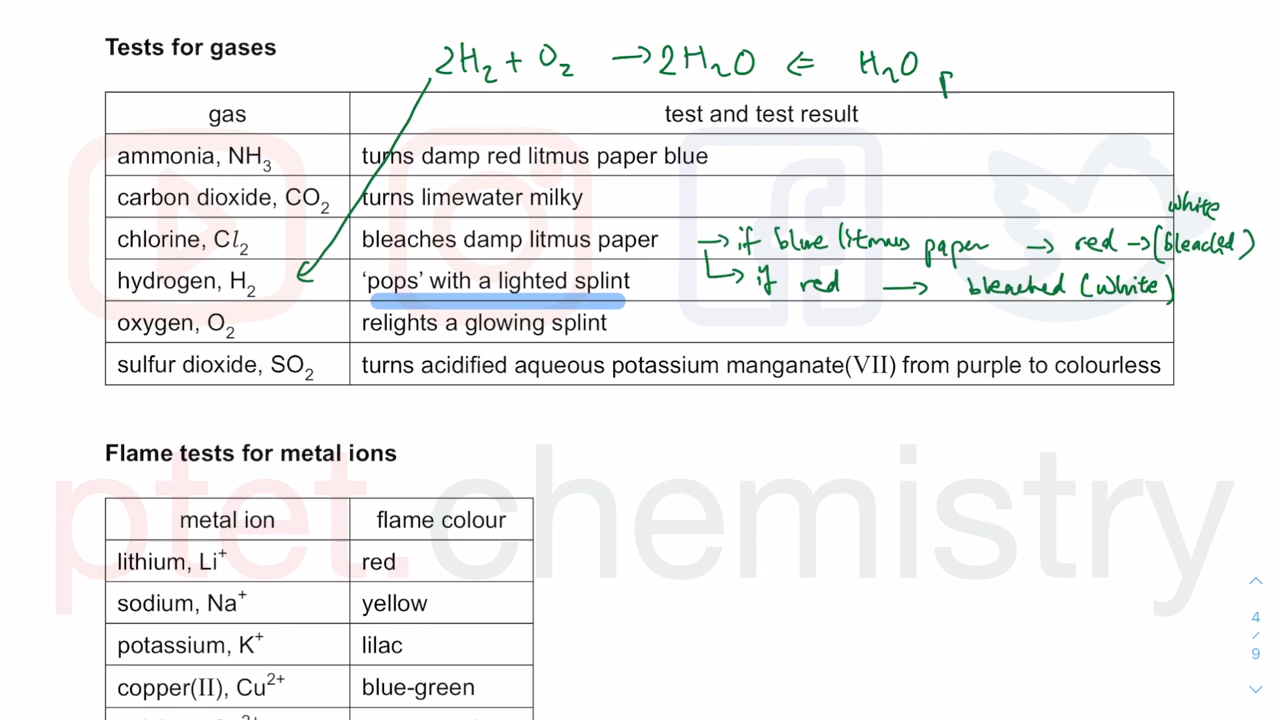 Tests for gases
2H₂ + O₂ → 2H₂O ⇐ H₂O
gas test and test result
ammonia, NH₃ turns damp red litmus paper blue
carbon dioxide, CO₂ turns limewater milky
white
chlorine, Cl₂ bleaches damp litmus paper → if blue litmus paper → red → (bleached)
hydrogen, H₂ ‘pops’ with a lighted splint → if red → bleached (white)
oxygen, O₂ relights a glowing splint
sulfur dioxide, SO₂ turns acidified aqueous potassium manganate(VII) from purple to colourless
Flame tests for metal ions
ptet.chemistry
metal ion flame colour
lithium, Li⁺ red
sodium, Na⁺ yellow
potassium, K⁺ lilac
copper(II), Cu²⁺ blue-green
4
/
9